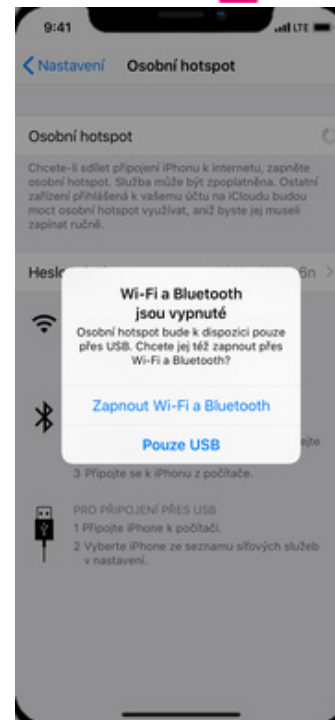 9:41
LTE
Nastavení
Osobní hotspot
Osobní hotspot
Chcete-li sdílet připojení iPhonu k internetu, zapněte
osobní hotspot. Služba může být zpoplatněna. Ostatní
zařízení přihlášená k vašemu účtu na iCloudu budou
moct osobní hotspot využívat, aniž byste jej museli
zapínat ručně.
Wi-Fi a Bluetooth
jsou vypnuté
Osobní hotspot bude k dispozici pouze
přes USB. Chcete jej též zapnout přes
Wi-Fi a Bluetooth?
Zapnout Wi-Fi a Bluetooth
Pouze USB
3 Připojte se k iPhonu z počítače.
PRO PŘIPOJENÍ PŘES USB
1 Připojte iPhone k počítači.
2 Vyberte iPhone ze seznamu síťových služeb
v nastavení.